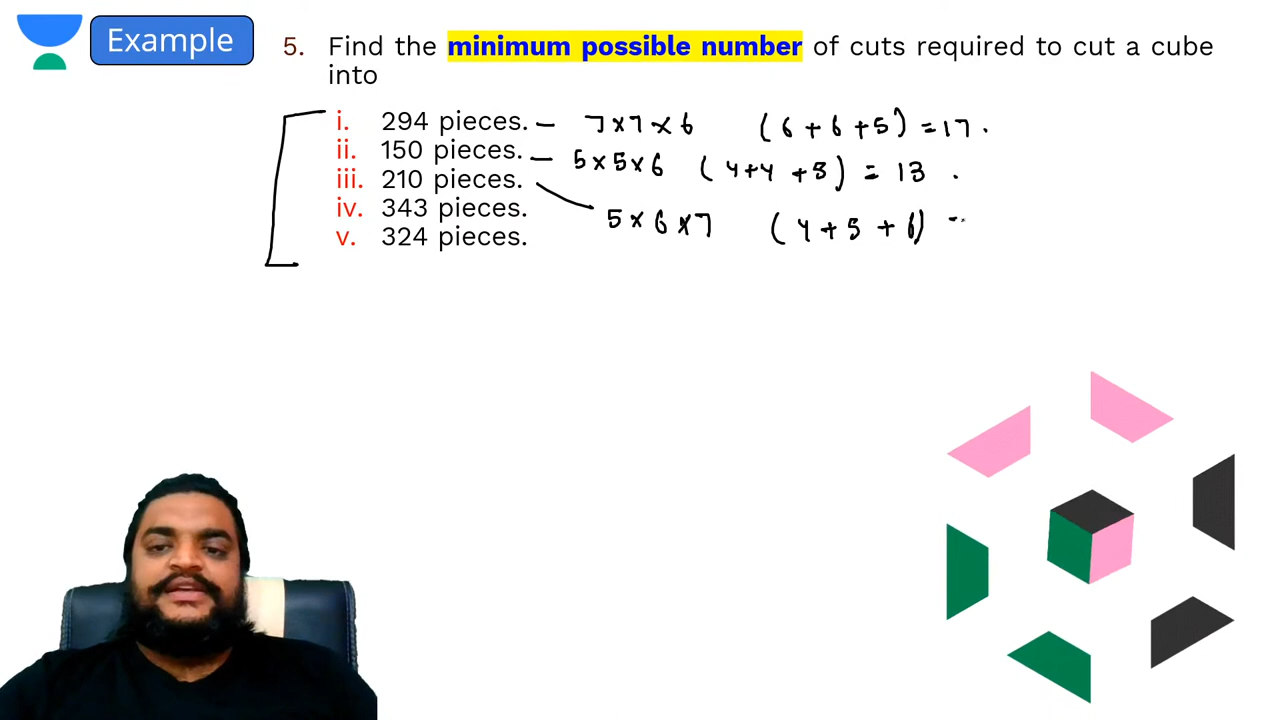 Example
5. Find the minimum possible number of cuts required to cut a cube
into
i. 294 pieces. – 7 x 7 x 6 (6 + 6 + 5) = 17.
ii. 150 pieces. – 5 x 5 x 6 (4 + 4 + 5) = 13.
iii. 210 pieces. 5 x 6 x 7 (4 + 5 + 6) =
iv. 343 pieces.
v. 324 pieces.